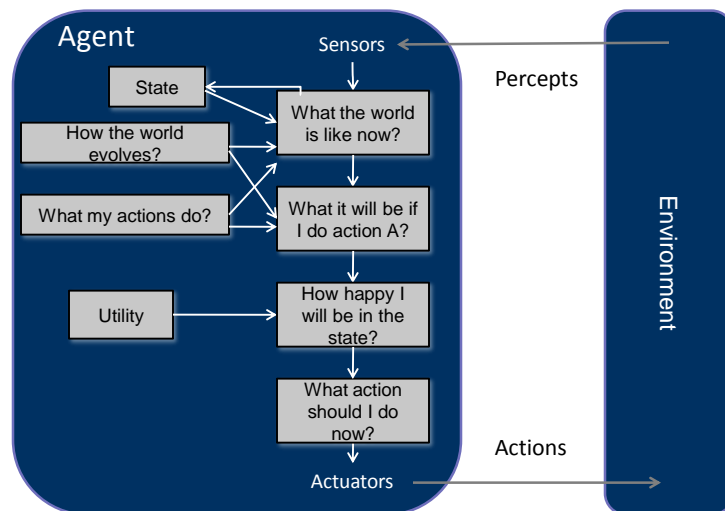 Agent
Sensors
Percepts
State
What the world
is like now?
How the world
evolves?
What my actions do?
What it will be if
I do action A?
Environment
Utility
How happy I
will be in the
state?
What action
should I do
now?
Actions
Actuators